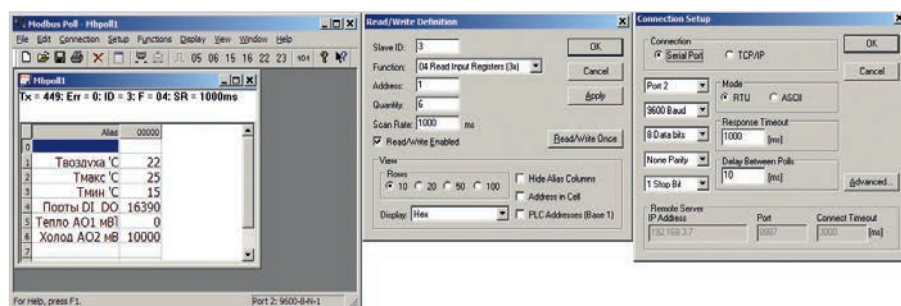 Modbus Poll - Mbpoll1
File Edit Connection Setup Functions Display View Window Help
05 06 15 16 22 23 101
Mbpoll1
Tx = 449: Err = 0: ID = 3: F = 04: SR = 1000ms
Alias 00000
0
1 Tвоздуха 'C 22
2 Тмакс 'C 25
3 Тмин 'C 15
4 Порты DI_DO 16390
5 Тепло AO1 мВ 0
6 Холод AO2 мВ 10000
7
For Help, press F1. Port 2: 9600-8-N-1
Read/Write Definition
Slave ID: 3 OK
Function: 04 Read Input Registers (3x) Cancel
Address: 1 Apply
Quantity: 6
Scan Rate: 1000 ms
Read/Write Enabled Read/Write Once
View
Rows
10 20 50 100 Hide Alias Columns
Address in Cell
Display: Hex PLC Addresses (Base 1)
Connection Setup
Connection OK
Serial Port TCP/IP Cancel
Port 2 Mode
RTU ASCII
9600 Baud
8 Data bits Response Timeout
1000 [ms]
None Parity Delay Between Polls
10 [ms]
1 Stop Bit Advanced...
Remote Server
IP Address Port Connect Timeout
192.168.3.7 3000 [ms]